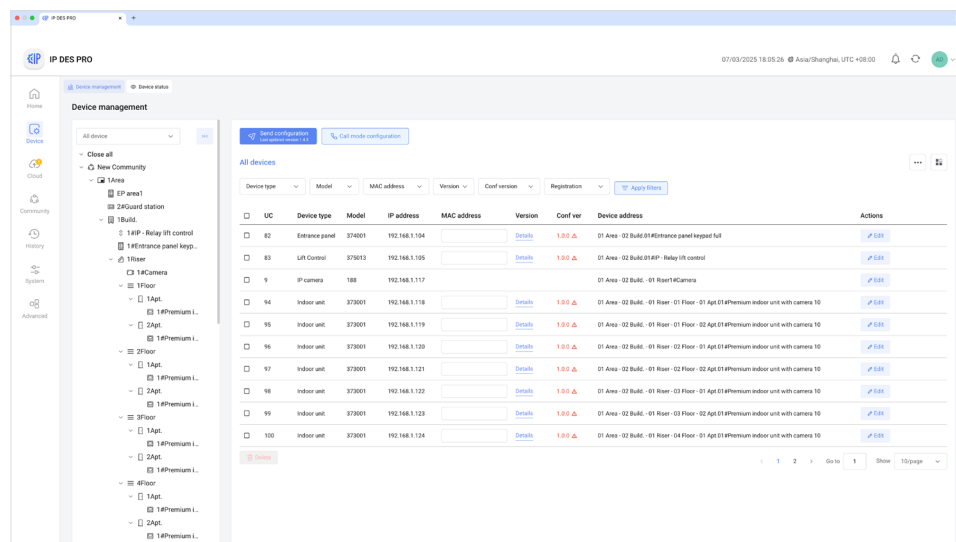 IP DES PRO
IP DES PRO
07/03/2025 18:05:26 Asia/Shanghai, UTC +08:00
AD
Device management
Device status
Device management
Home
Device
Cloud
Community
History
System
Advanced
All device
Close all
New Community
1Area
EP area1
2#Guard station
1Build.
1#IP - Relay lift control
1#Entrance panel keyp...
1Riser
1#Camera
1Floor
1Apt.
1#Premium i...
2Apt.
1#Premium i...
2Floor
1Apt.
1#Premium i...
2Apt.
1#Premium i...
3Floor
1Apt.
1#Premium i...
2Apt.
1#Premium i...
4Floor
1Apt.
1#Premium i...
2Apt.
1#Premium i...
Send configuration
Call mode configuration
All devices
Device type Model MAC address Version Conf version Registration Apply filters
UC Device type Model IP address MAC address Version Conf ver Device address Actions
82 Entrance panel 374001 192.168.1.104 Details 1.0.0 01 Area - 02 Build.01#Entrance panel keypad full Edit
83 Lift Control 375013 192.168.1.105 Details 1.0.0 01 Area - 02 Build.01#IP - Relay lift control Edit
9 IP camera 188 192.168.1.117 01 Area - 02 Build. - 01 Riser1#Camera Edit
94 Indoor unit 373001 192.168.1.118 Details 1.0.0 01 Area - 02 Build. - 01 Riser - 01 Floor - 01 Apt.01#Premium indoor unit with camera 10 Edit
95 Indoor unit 373001 192.168.1.119 Details 1.0.0 01 Area - 02 Build. - 01 Riser - 01 Floor - 02 Apt.01#Premium indoor unit with camera 10 Edit
96 Indoor unit 373001 192.168.1.120 Details 1.0.0 01 Area - 02 Build. - 01 Riser - 02 Floor - 01 Apt.01#Premium indoor unit with camera 10 Edit
97 Indoor unit 373001 192.168.1.121 Details 1.0.0 01 Area - 02 Build. - 01 Riser - 02 Floor - 02 Apt.01#Premium indoor unit with camera 10 Edit
98 Indoor unit 373001 192.168.1.122 Details 1.0.0 01 Area - 02 Build. - 01 Riser - 03 Floor - 01 Apt.01#Premium indoor unit with camera 10 Edit
99 Indoor unit 373001 192.168.1.123 Details 1.0.0 01 Area - 02 Build. - 01 Riser - 03 Floor - 02 Apt.01#Premium indoor unit with camera 10 Edit
100 Indoor unit 373001 192.168.1.124 Details 1.0.0 01 Area - 02 Build. - 01 Riser - 04 Floor - 01 Apt.01#Premium indoor unit with camera 10 Edit
Delete
1 2 Go to 1 Show 10/page